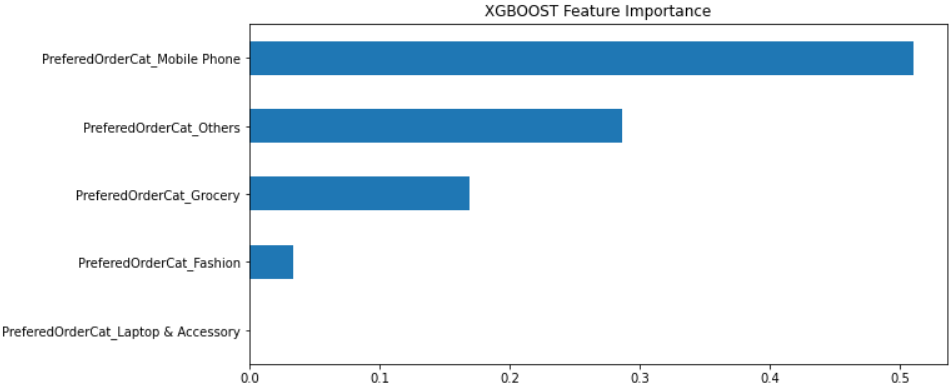 XGBOOST Feature Importance
PreferedOrderCat_Mobile Phone
PreferedOrderCat_Others
PreferedOrderCat_Grocery
PreferedOrderCat_Fashion
PreferedOrderCat_Laptop & Accessory
0.0 0.1 0.2 0.3 0.4 0.5